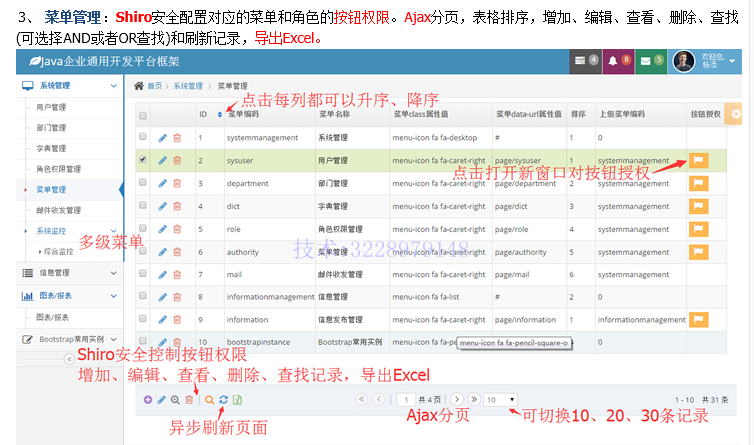 3、 菜单管理：Shiro安全配置对应的菜单和角色的按钮权限。Ajax分页，表格排序，增加、编辑、查看、删除、查找
(可选择AND或者OR查找)和刷新记录，导出Excel。
Java企业通用开发平台框架 4 8 5 欢迎您, 杨添
系统管理
用户管理
部门管理
字典管理
角色权限管理
菜单管理
邮件收发管理
系统监控
综合监控
多级菜单
信息管理
图表/报表
图表/报表
Bootstrap常用实例
首页 > 系统管理 > 菜单管理
点击每列都可以升序、降序
ID 菜单编码 菜单名称 菜单class属性值 菜单data-url属性值 排序 上级菜单编码 按钮授权
1 systemmanagement 系统管理 menu-icon fa fa-desktop # 1 0
2 sysuser 用户管理 menu-icon fa fa-caret-right page/sysuser 1 systemmanagement
点击打开新窗口对按钮授权
3 department 部门管理 menu-icon fa fa-caret-right page/department 2 systemmanagement
4 dict 字典管理 menu-icon fa fa-caret-right page/dict 3 systemmanagement
5 role 角色权限管理 menu-icon fa fa-caret-right page/role 4 systemmanagement
技术:3228979148
6 authority 菜单管理 menu-icon fa fa-caret-right page/authority 5 systemmanagement
7 mail 邮件收发管理 menu-icon fa fa-caret-right page/mail 6 systemmanagement
8 informationmanagement 信息管理 menu-icon fa fa-list # 2 0
9 information 信息发布管理 menu-icon fa fa-caret-right page/information 1 informationmanagement
10 bootstrapinstance Bootstrap常用实例 menu-icon fa fa-pe 0
menu-icon fa fa-pencil-square-o
Shiro安全控制按钮权限
增加、编辑、查看、删除、查找记录，导出Excel
1 共 4 页 10 1 - 10 共 31 条
异步刷新页面
Ajax分页
可切换10、20、30条记录